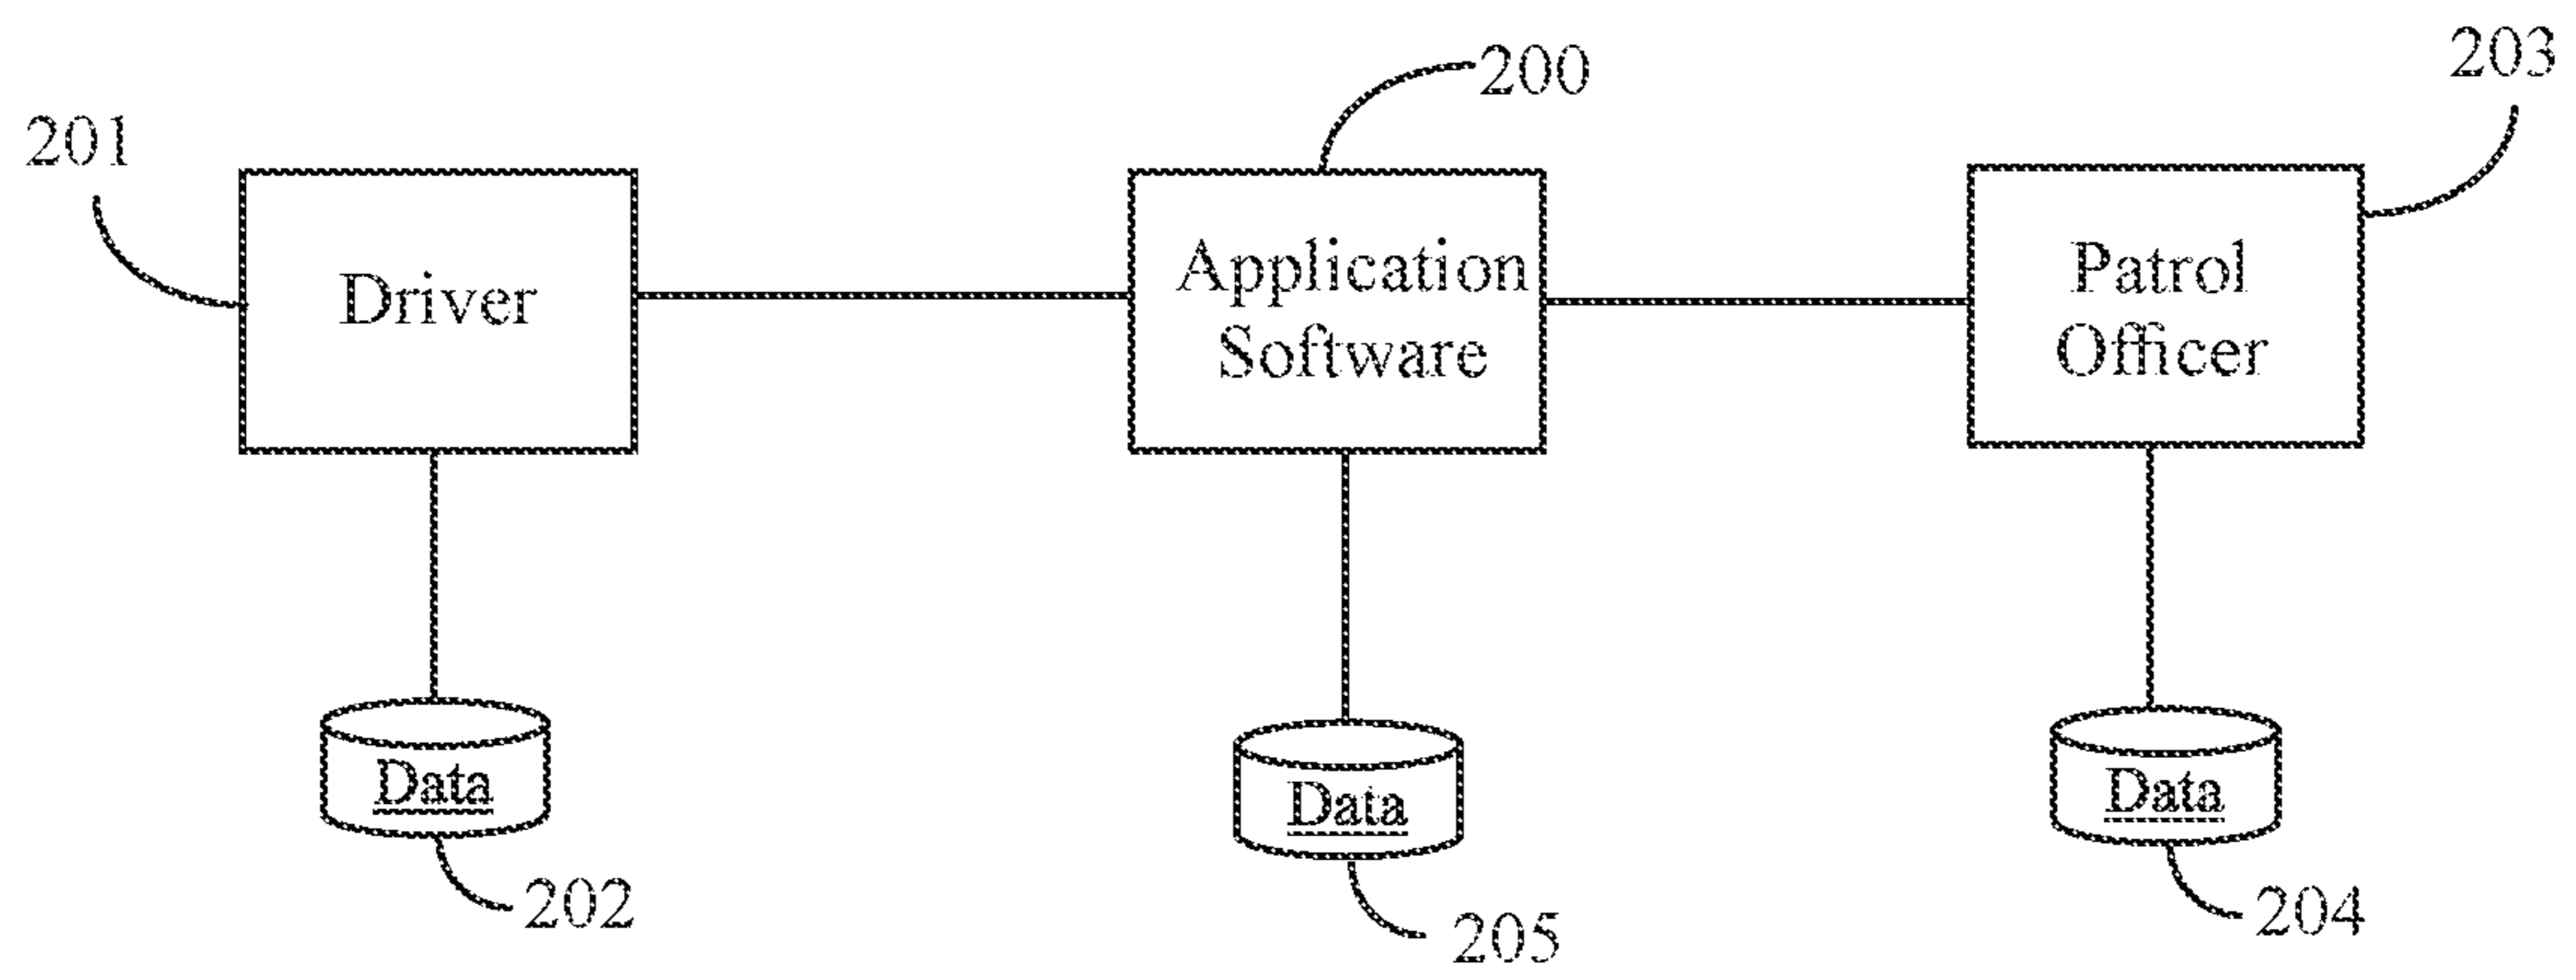 200
203
201
Driver
Application
Software
Patrol
Officer
Data
Data
Data
202
205
204